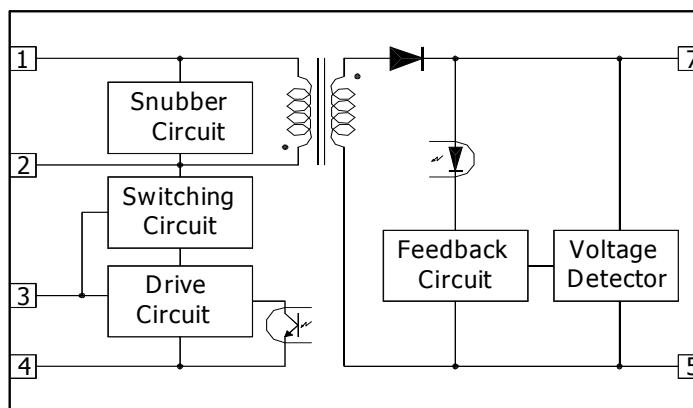 1
7
Snubber
Circuit
2
Switching
Circuit
Feedback
Circuit
Voltage
Detector
3
Drive
Circuit
4
5